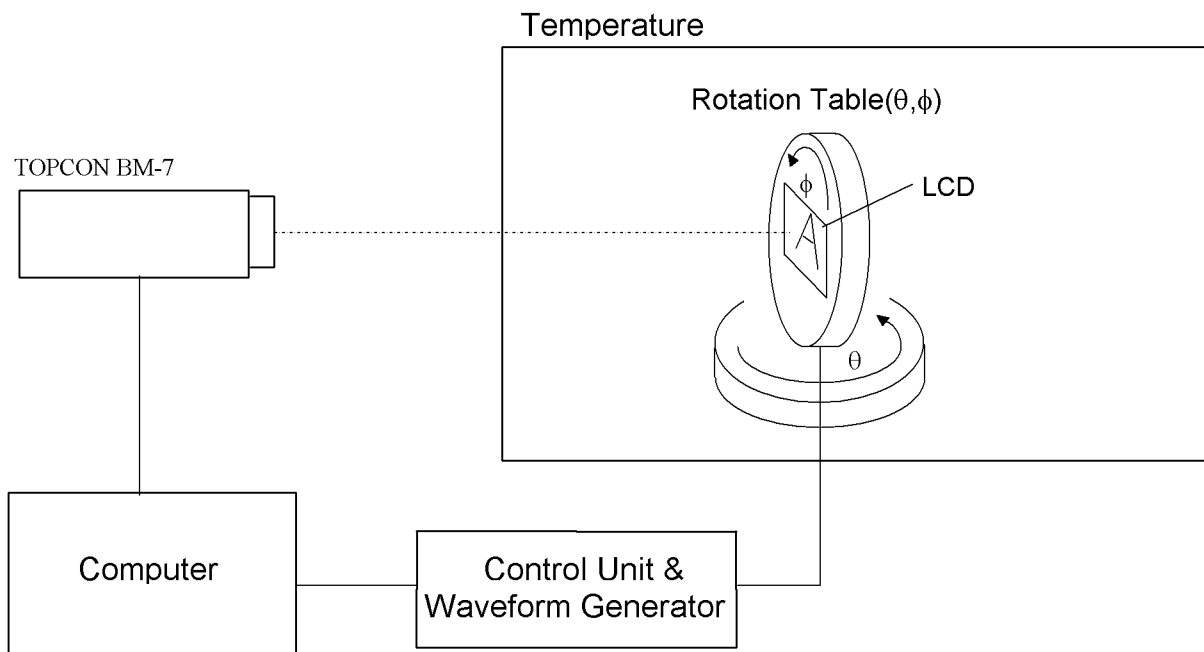 Temperature
Rotation Table(θ,ϕ)
TOPCON BM-7
ϕ
LCD
A
θ
Computer
Control Unit &
Waveform Generator